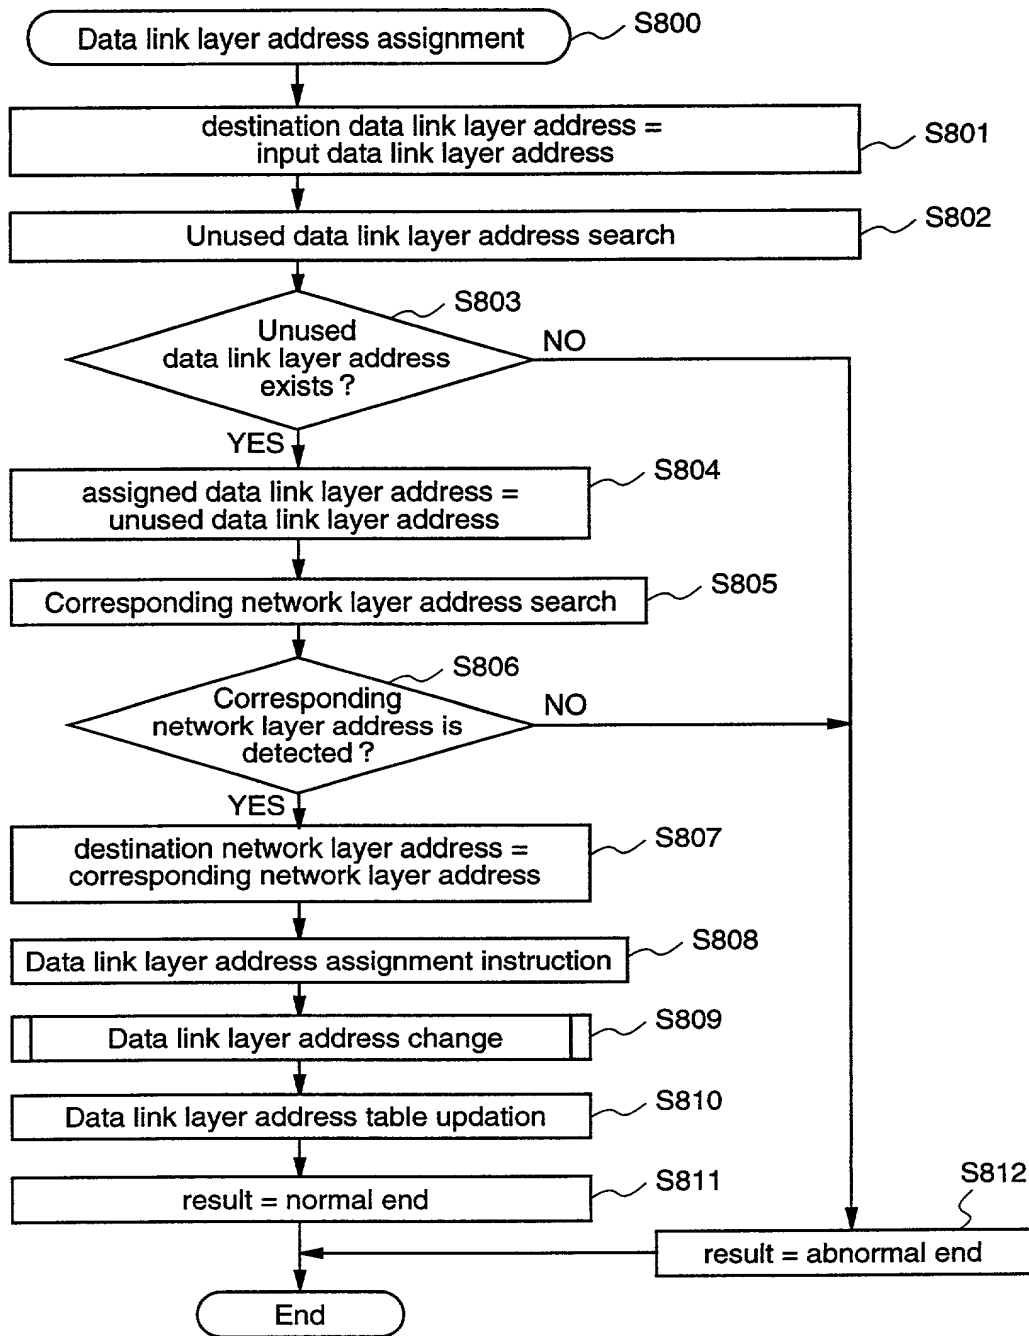 Data link layer address assignment
S800
destination data link layer address =
input data link layer address
S801
Unused data link layer address search
S802
S803
Unused
data link layer address
exists ?
NO
YES
assigned data link layer address =
unused data link layer address
S804
Corresponding network layer address search
S805
S806
Corresponding
network layer address is
detected ?
NO
YES
destination network layer address =
corresponding network layer address
S807
Data link layer address assignment instruction
S808
Data link layer address change
S809
Data link layer address table updation
S810
result = normal end
S811
S812
result = abnormal end
End